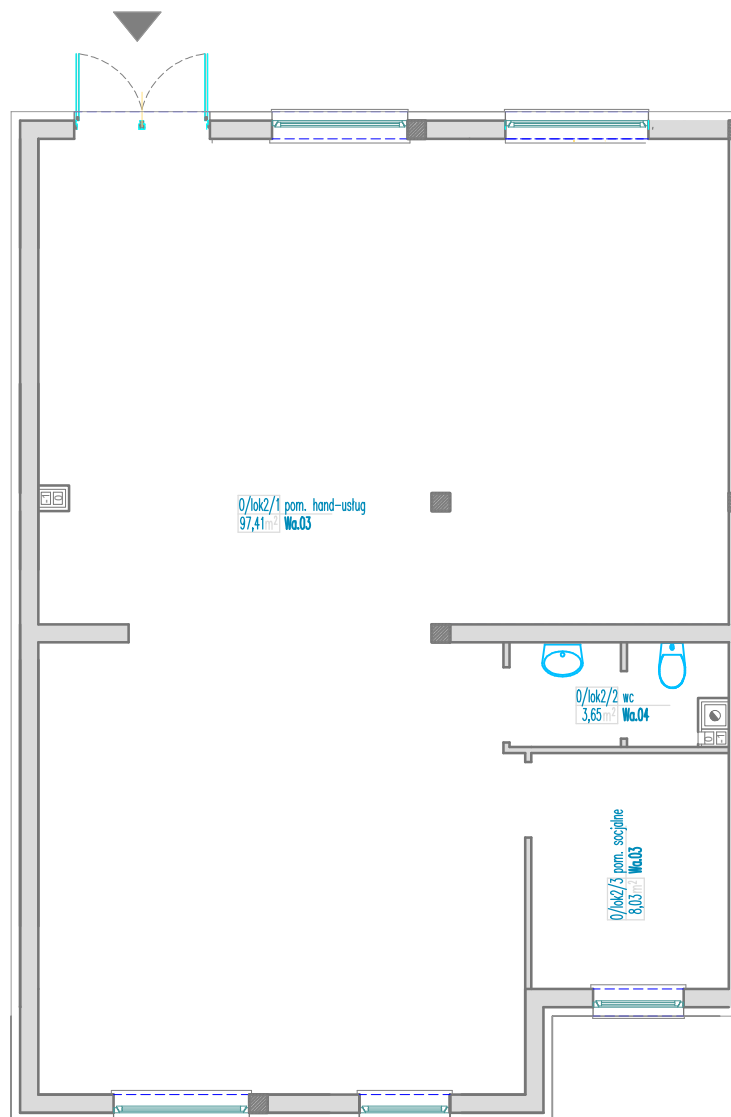 0/lok2/1 pom. hand-usług
97,41m² Wa.03
0/lok2/2 wc
3,65m² Wa.04
0/lok2/3 pom. socjalne
8,03m² Wa.03